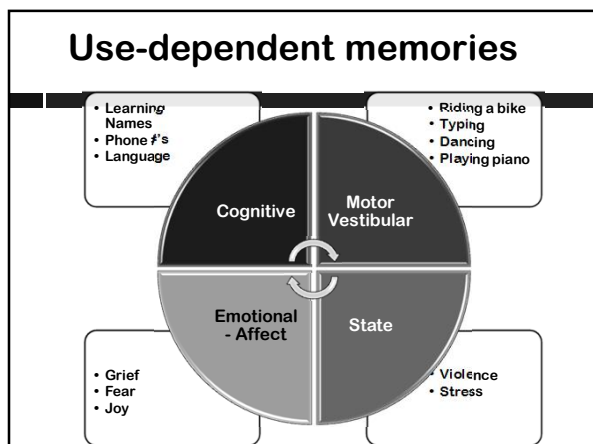 Use-dependent memories
• Learning
Names
• Phone #'s
• Language
• Riding a bike
• Typing
• Dancing
• Playing piano
Cognitive
Motor
Vestibular
Emotional
- Affect
State
• Grief
• Fear
• Joy
• Violence
• Stress